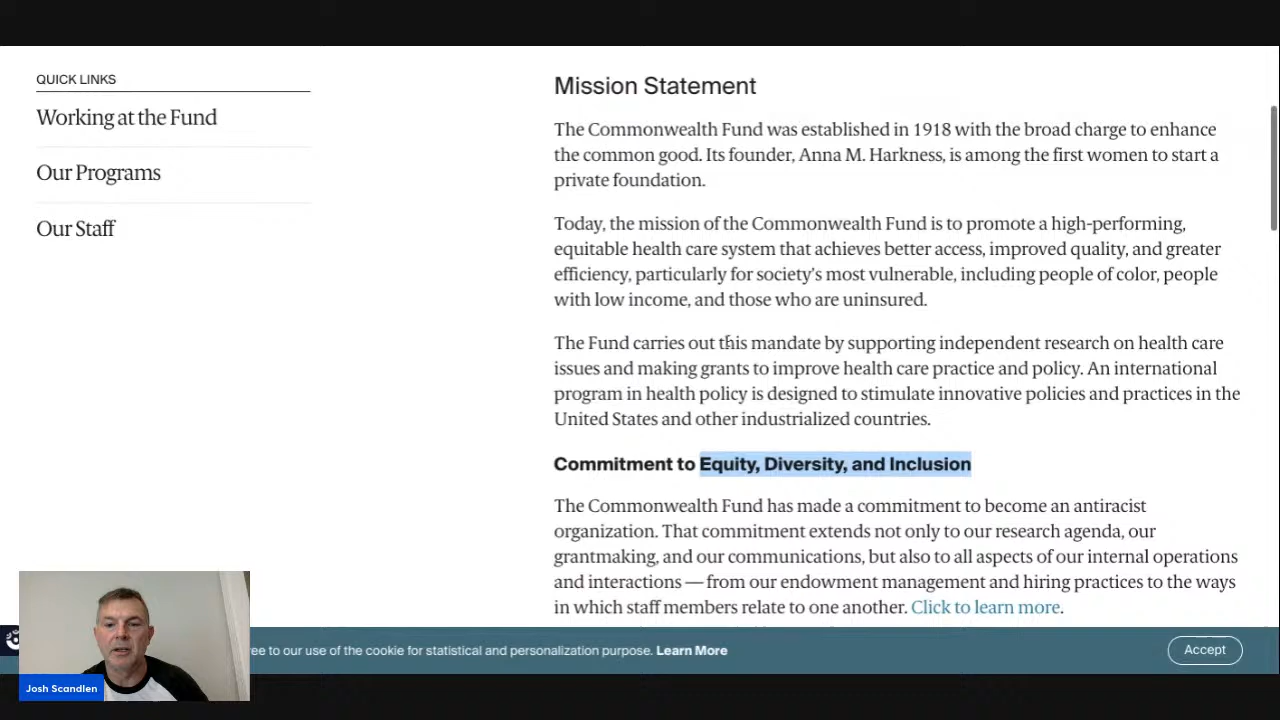 QUICK LINKS
Working at the Fund
Our Programs
Our Staff
Mission Statement
The Commonwealth Fund was established in 1918 with the broad charge to enhance
the common good. Its founder, Anna M. Harkness, is among the first women to start a
private foundation.
Today, the mission of the Commonwealth Fund is to promote a high-performing,
equitable health care system that achieves better access, improved quality, and greater
efficiency, particularly for society's most vulnerable, including people of color, people
with low income, and those who are uninsured.
The Fund carries out this mandate by supporting independent research on health care
issues and making grants to improve health care practice and policy. An international
program in health policy is designed to stimulate innovative policies and practices in the
United States and other industrialized countries.
Commitment to Equity, Diversity, and Inclusion
The Commonwealth Fund has made a commitment to become an antiracist
organization. That commitment extends not only to our research agenda, our
grantmaking, and our communications, but also to all aspects of our internal operations
and interactions — from our endowment management and hiring practices to the ways
in which staff members relate to one another. Click to learn more.
to our use of the cookie for statistical and personalization purpose. Learn More
Accept
Josh Scandlen